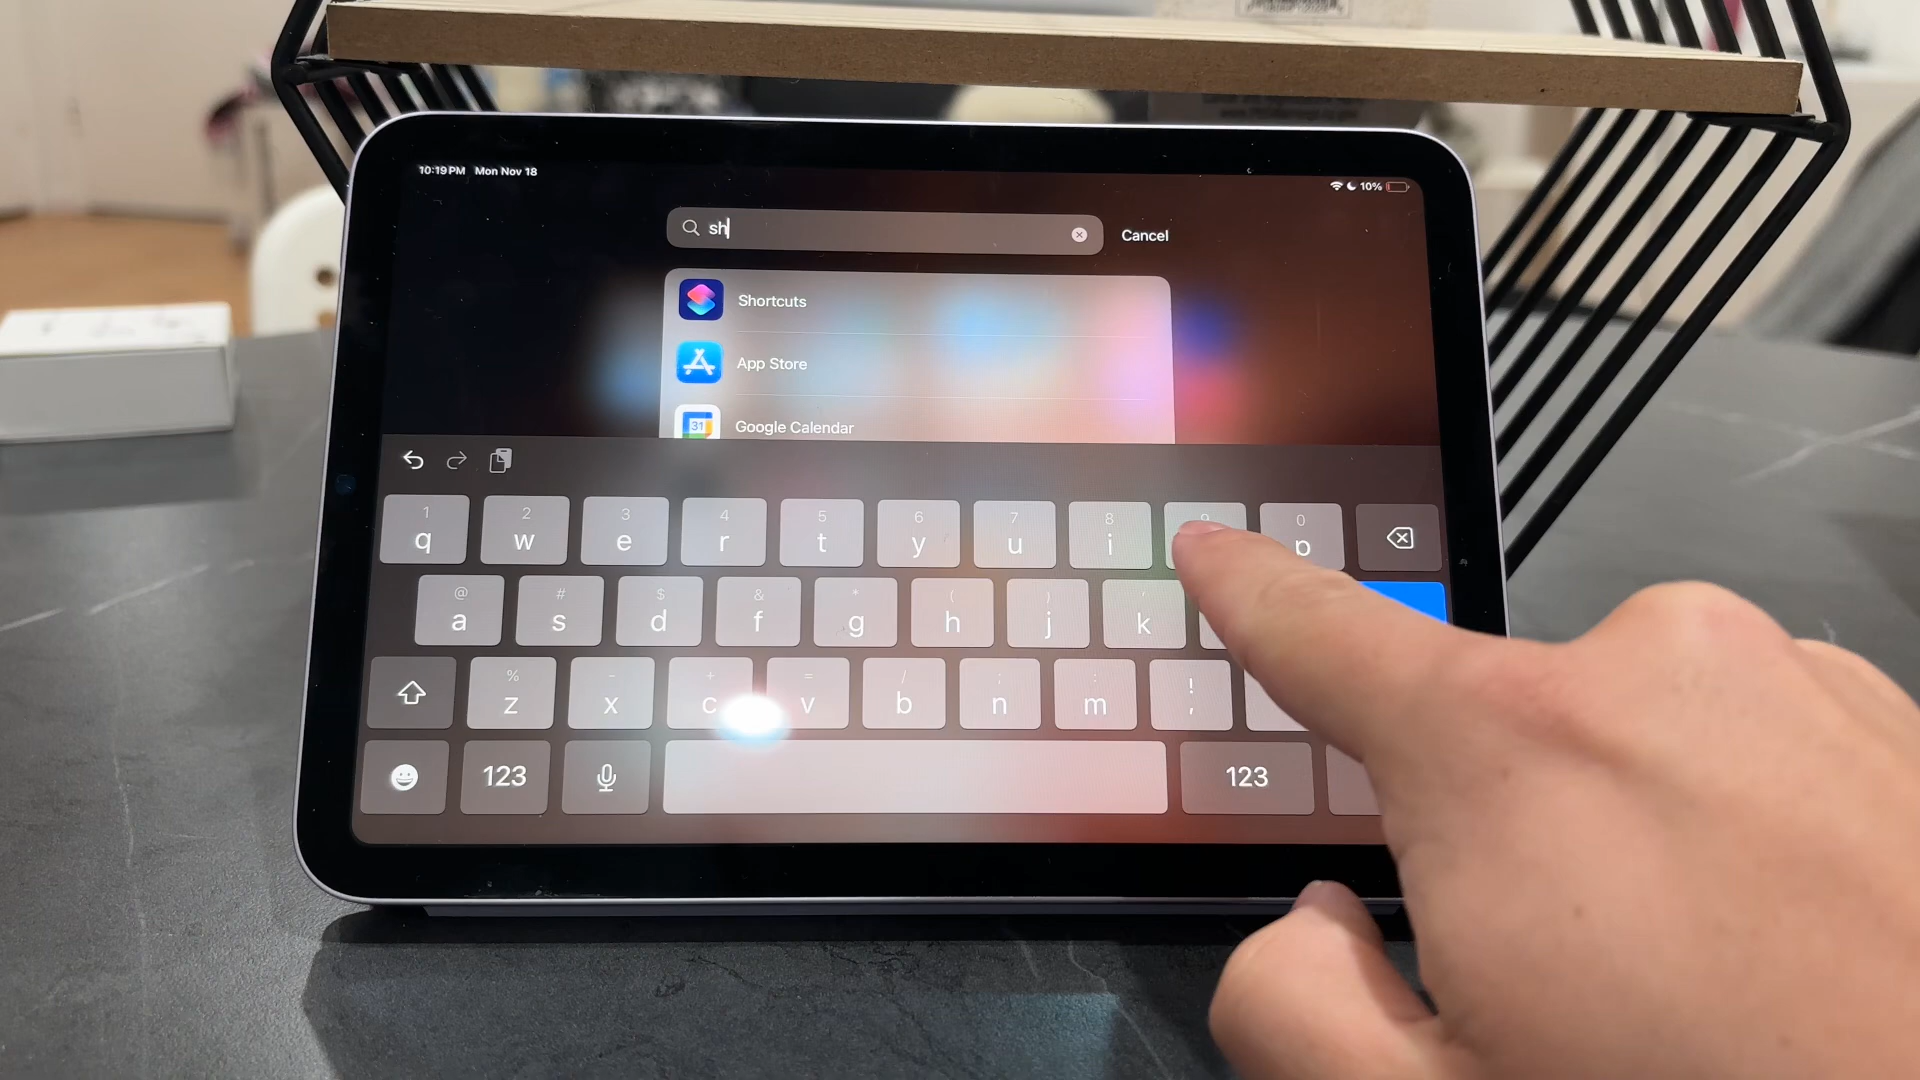 10:19 PM Mon Nov 18
10%
sh
Cancel
Shortcuts
App Store
31
Google Calendar
1 2 3 4 5 6 7 8 9 0
q w e r t y u i p
@ # $ & * ( ) '
a s d f g h j k
% - + = / ; : !
z x c v b n m ,
123 123